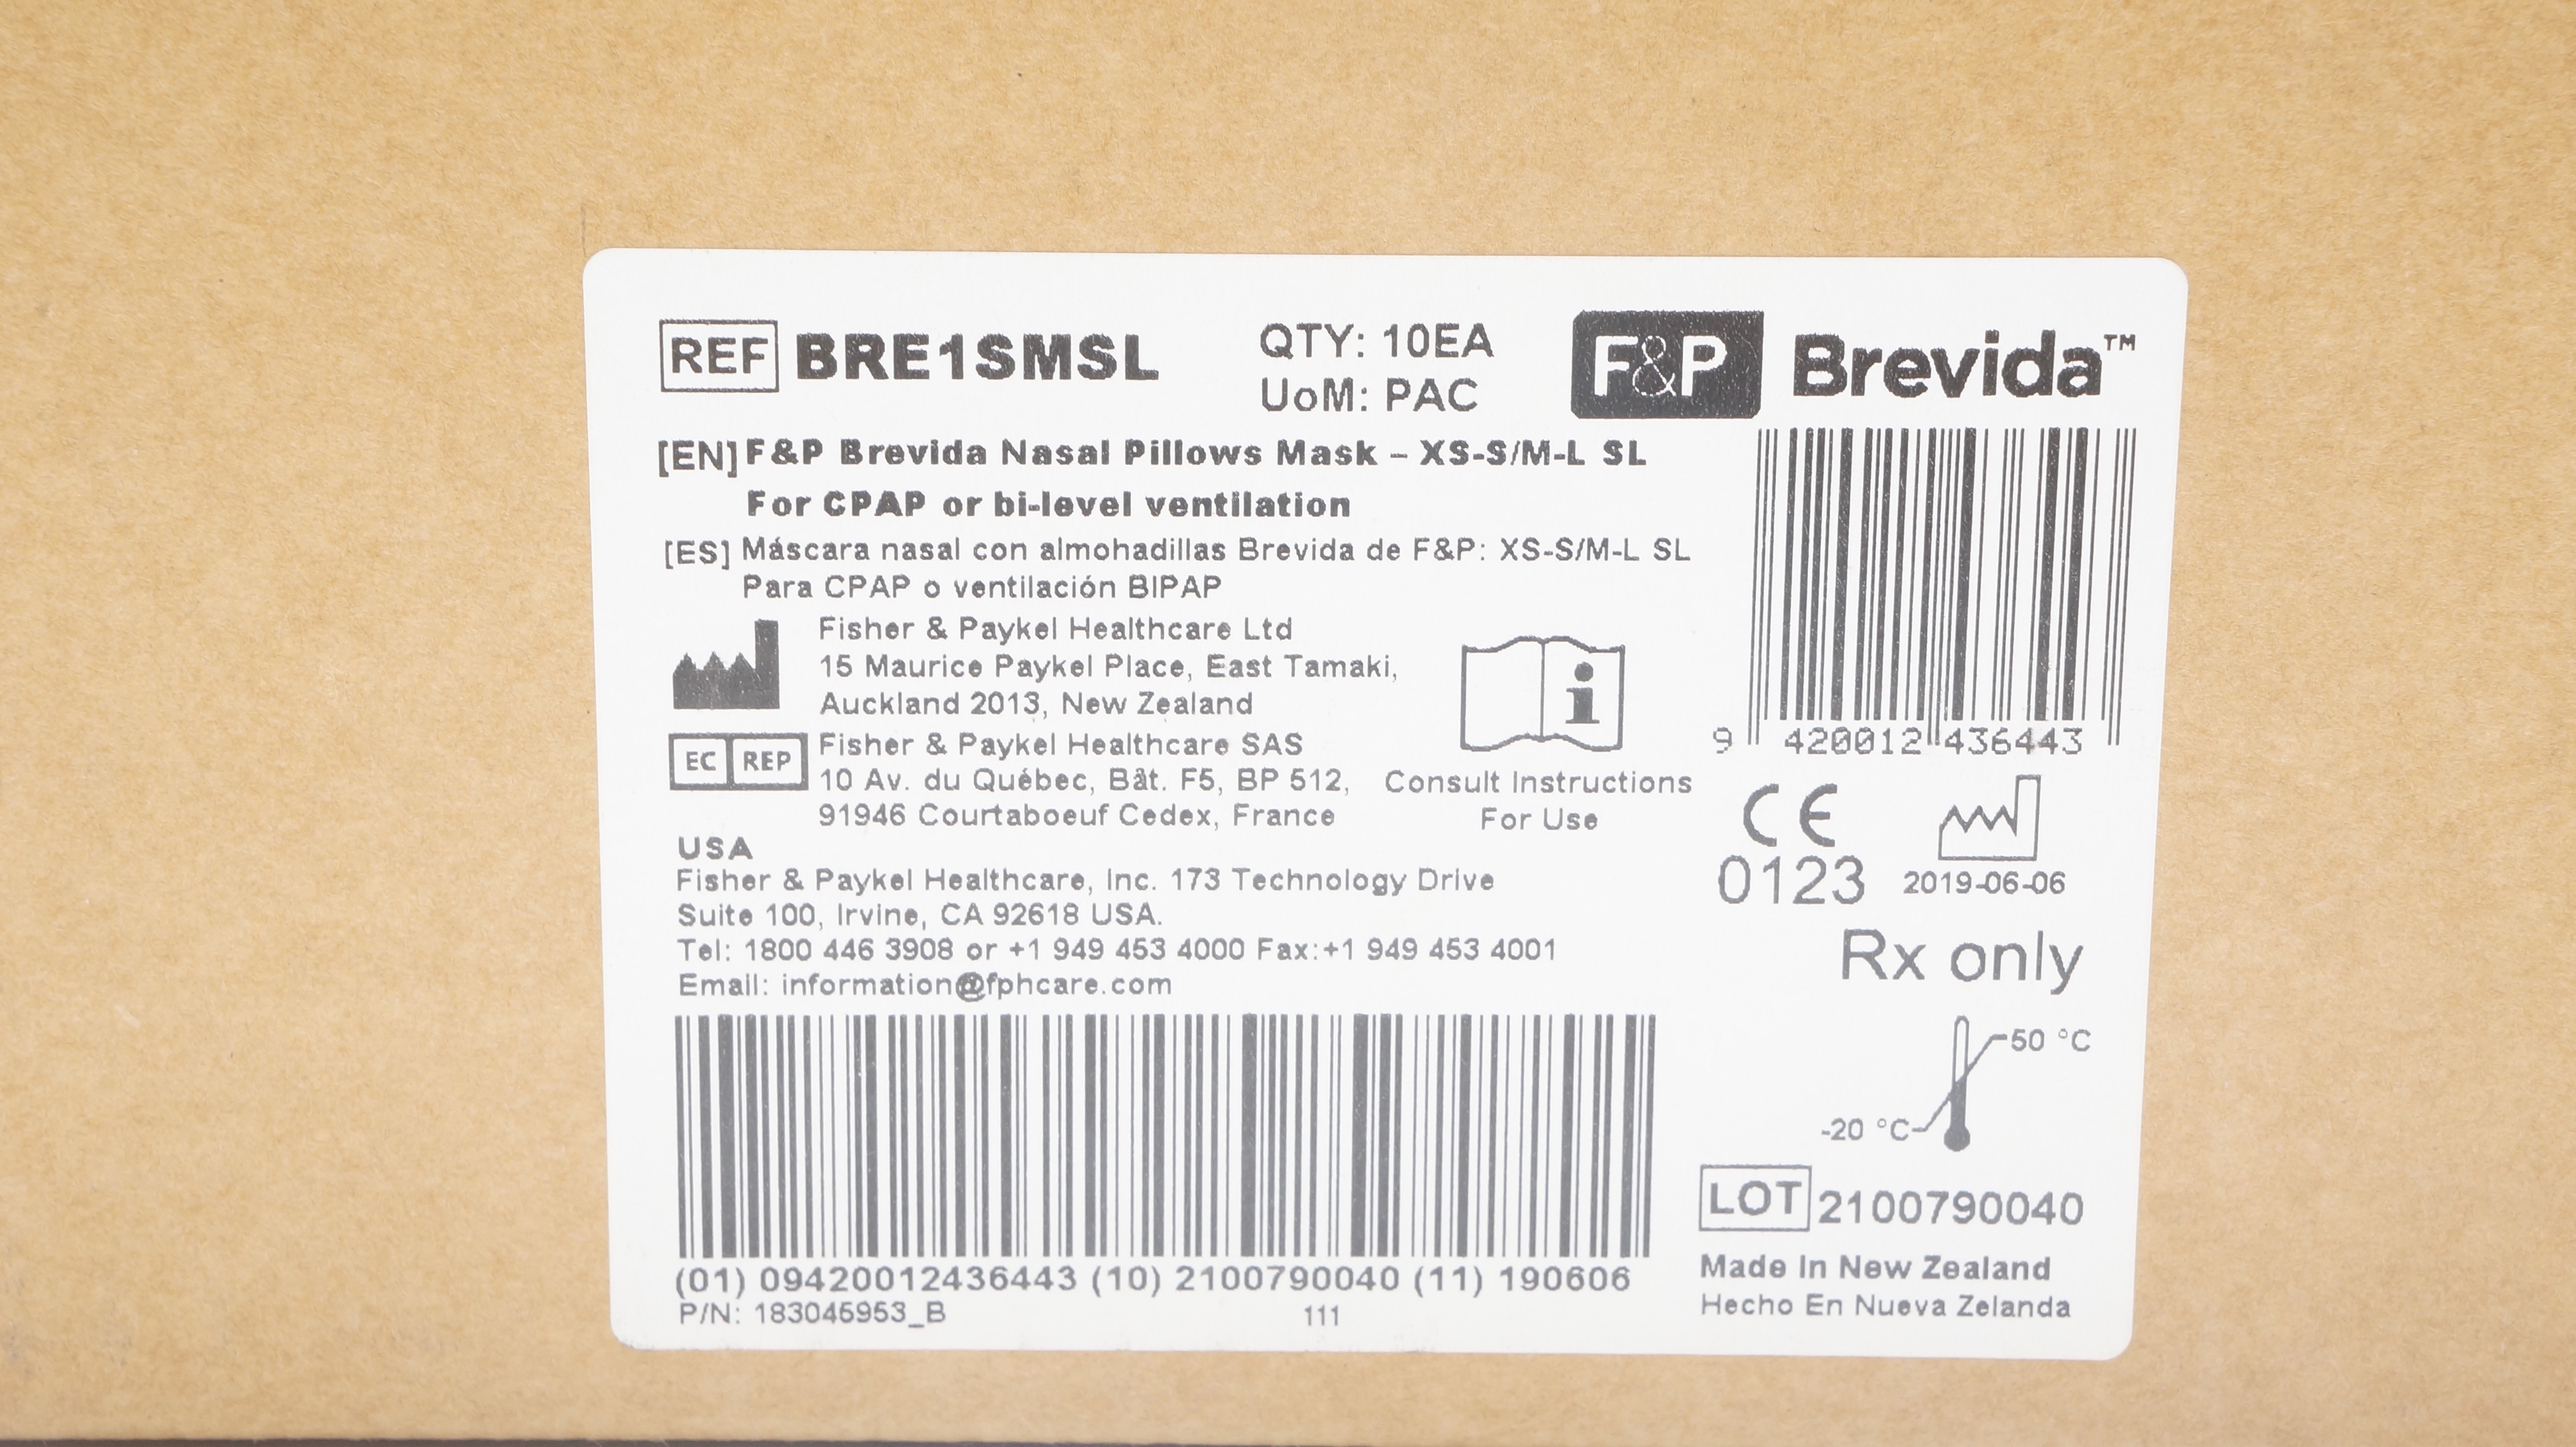 REF BRE1SMSL
QTY: 10EA
UoM: PAC
F&P Brevida™
[EN] F&P Brevida Nasal Pillows Mask – XS-S/M-L SL
For CPAP or bi-level ventilation
[ES] Máscara nasal con almohadillas Brevida de F&P: XS-S/M-L SL
Para CPAP o ventilación BIPAP
Fisher & Paykel Healthcare Ltd
15 Maurice Paykel Place, East Tamaki,
Auckland 2013, New Zealand
EC REP
Fisher & Paykel Healthcare SAS
10 Av. du Québec, Bât. F5, BP 512,
91946 Courtaboeuf Cedex, France
i
Consult Instructions
For Use
9 420012 436443
CE
0123
2019-06-06
USA
Fisher & Paykel Healthcare, Inc. 173 Technology Drive
Suite 100, Irvine, CA 92618 USA.
Tel: 1800 446 3908 or +1 949 453 4000 Fax:+1 949 453 4001
Email: information@fphcare.com
Rx only
50 °C
-20 °C
LOT 2100790040
(01) 09420012436443 (10) 2100790040 (11) 190606
P/N: 183045953_B
111
Made In New Zealand
Hecho En Nueva Zelanda